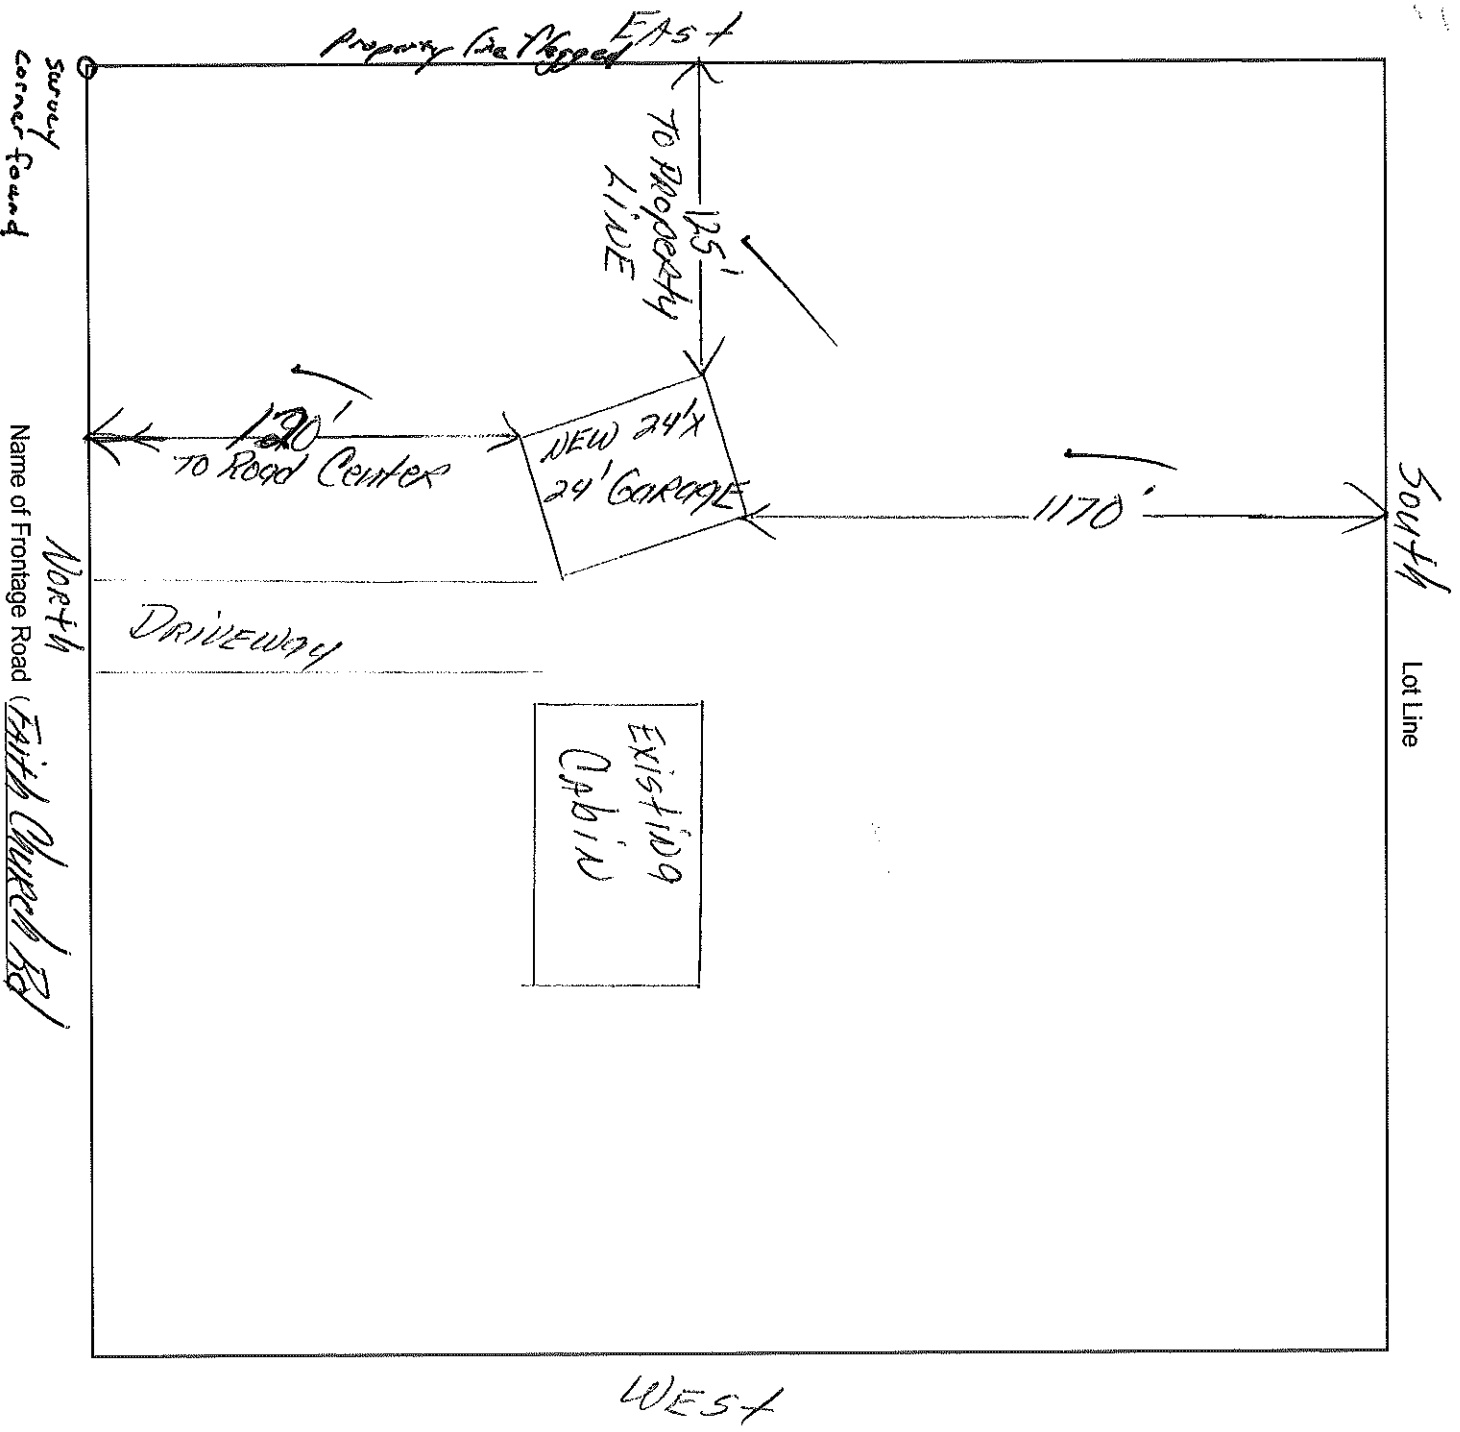 EAST
Property line flagged
Survey
corner found
125'
TO PROPERTY
LINE
TO ROAD CENTER
NEW 24'X
24' GARAGE
1170'
SOUTH
Lot Line
NORTH
Name of Frontage Road (FAITH CHURCH Rd
DRIVEWAY
EXISTING
CABIN
WEST